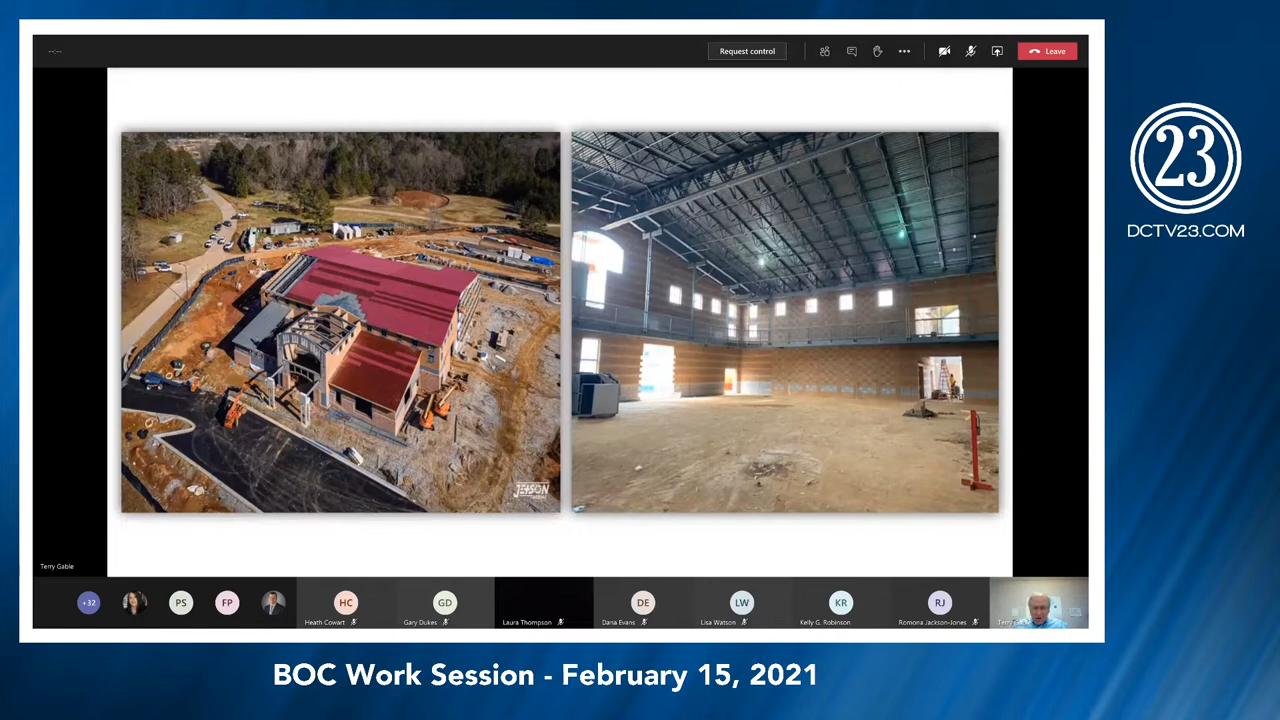 --:--
Request control
Leave
23
DCTV23.COM
JETSON
Terry Gable
+32
PS
FP
HC
GD
DE
LW
KR
RJ
Heath Cowart
Gary Dukes
Laura Thompson
Dana Evans
Lisa Watson
Kelly G. Robinson
Romona Jackson-Jones
BOC Work Session - February 15, 2021